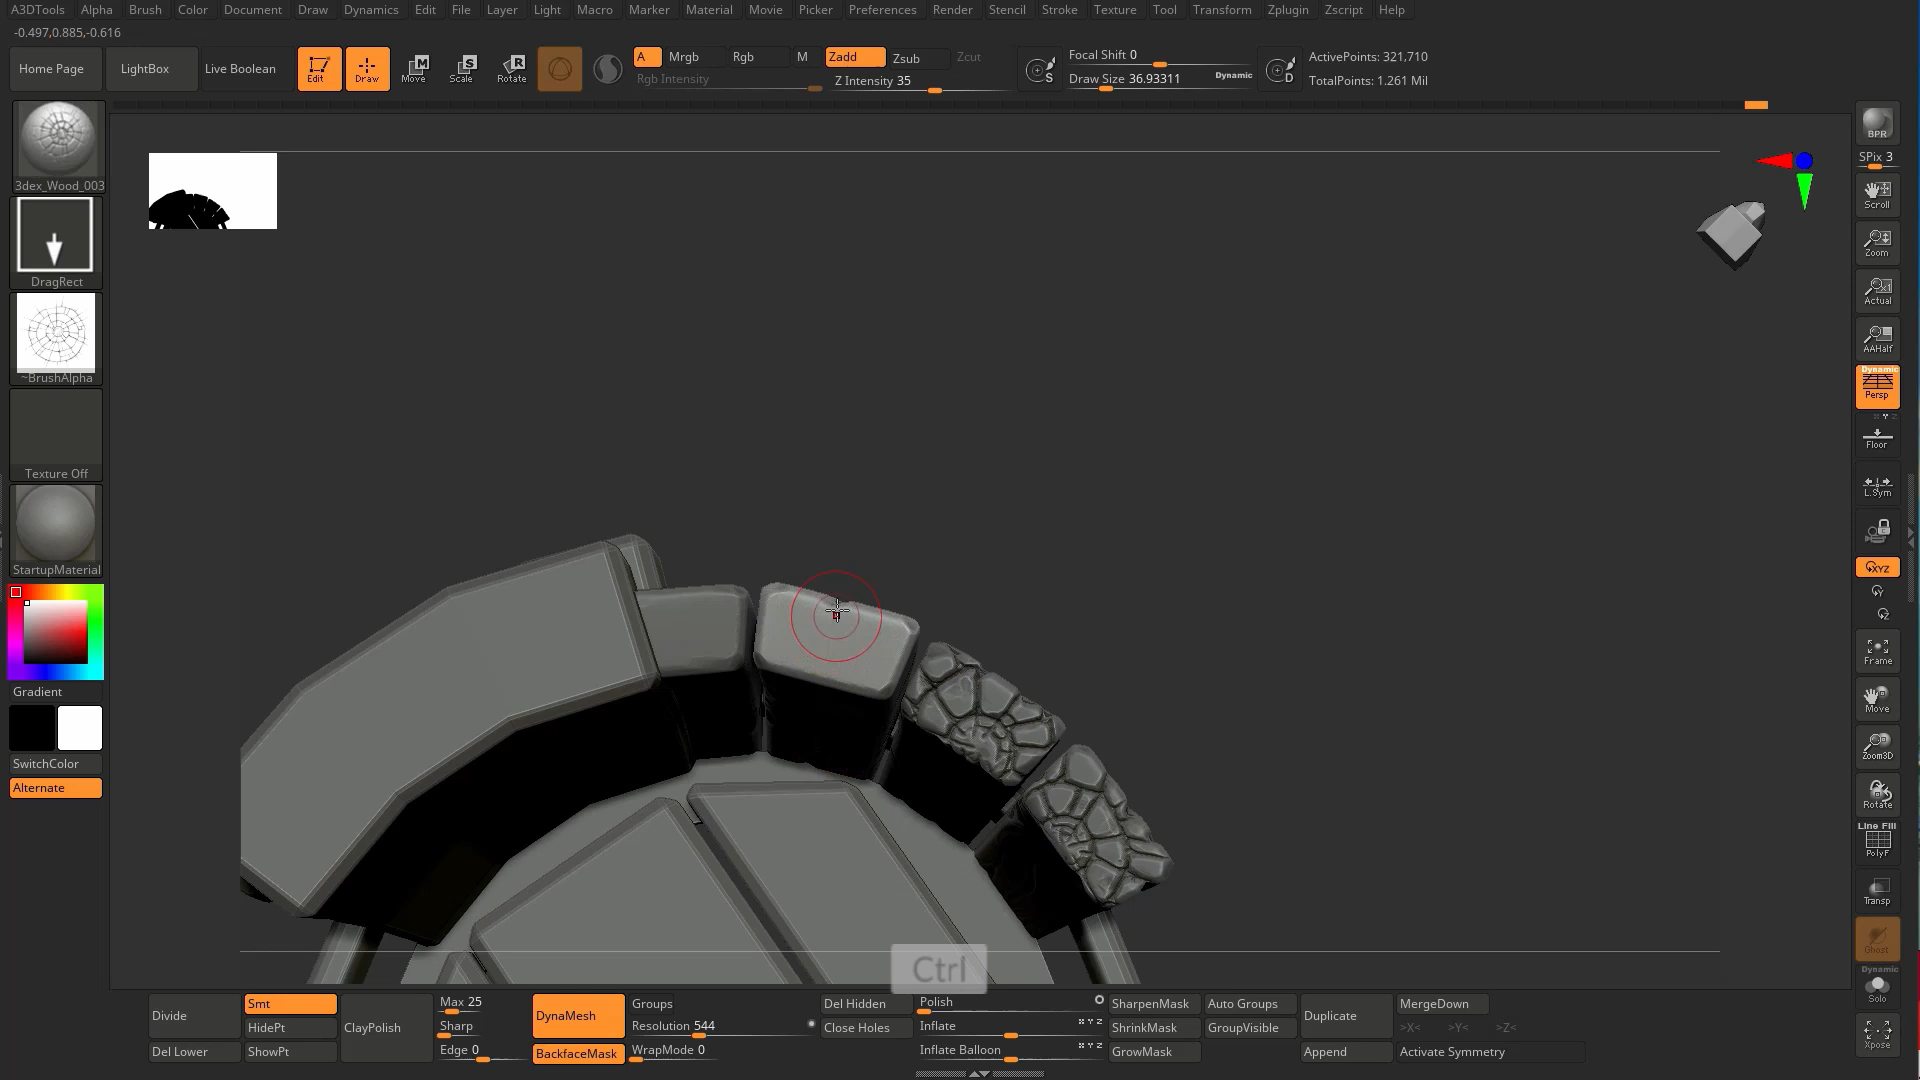 A3DTools Alpha Brush Color Document Draw Dynamics Edit File Layer Light Macro Marker Material Movie Picker Preferences Render Stencil Stroke Texture Tool Transform Zplugin Zscript Help
-0.497,0.885,-0.616
Home Page LightBox Live Boolean Edit Draw Move Scale Rotate A Mrgb Rgb M Zadd Zsub Zcut
Rgb Intensity Z Intensity 35
Focal Shift 0
Draw Size 36.93311 Dynamic
ActivePoints: 321,710
TotalPoints: 1.261 Mil
M
S
R
S
D
3dex_Wood_003
DragRect
~BrushAlpha
Texture Off
StartupMaterial
Gradient
SwitchColor
Alternate
BPR
SPix 3
Scroll
Zoom
Actual
AAHalf
Dynamic
Persp
Floor
L.Sym
XYZ
Y
Z
Frame
Move
Zoom3D
Rotate
Line Fill
PolyF
Transp
Ghost
Dynamic
Solo
Xpose
Ctrl
Divide Smt ClayPolish Max 25 DynaMesh Groups Del Hidden Polish SharpenMask Auto Groups Duplicate MergeDown
HidePt Sharp Resolution 544 Close Holes Inflate X Y Z ShrinkMask GroupVisible >X< >Y< >Z<
Del Lower ShowPt Edge 0 BackfaceMask WrapMode 0 Inflate Balloon X Y Z GrowMask Append Activate Symmetry